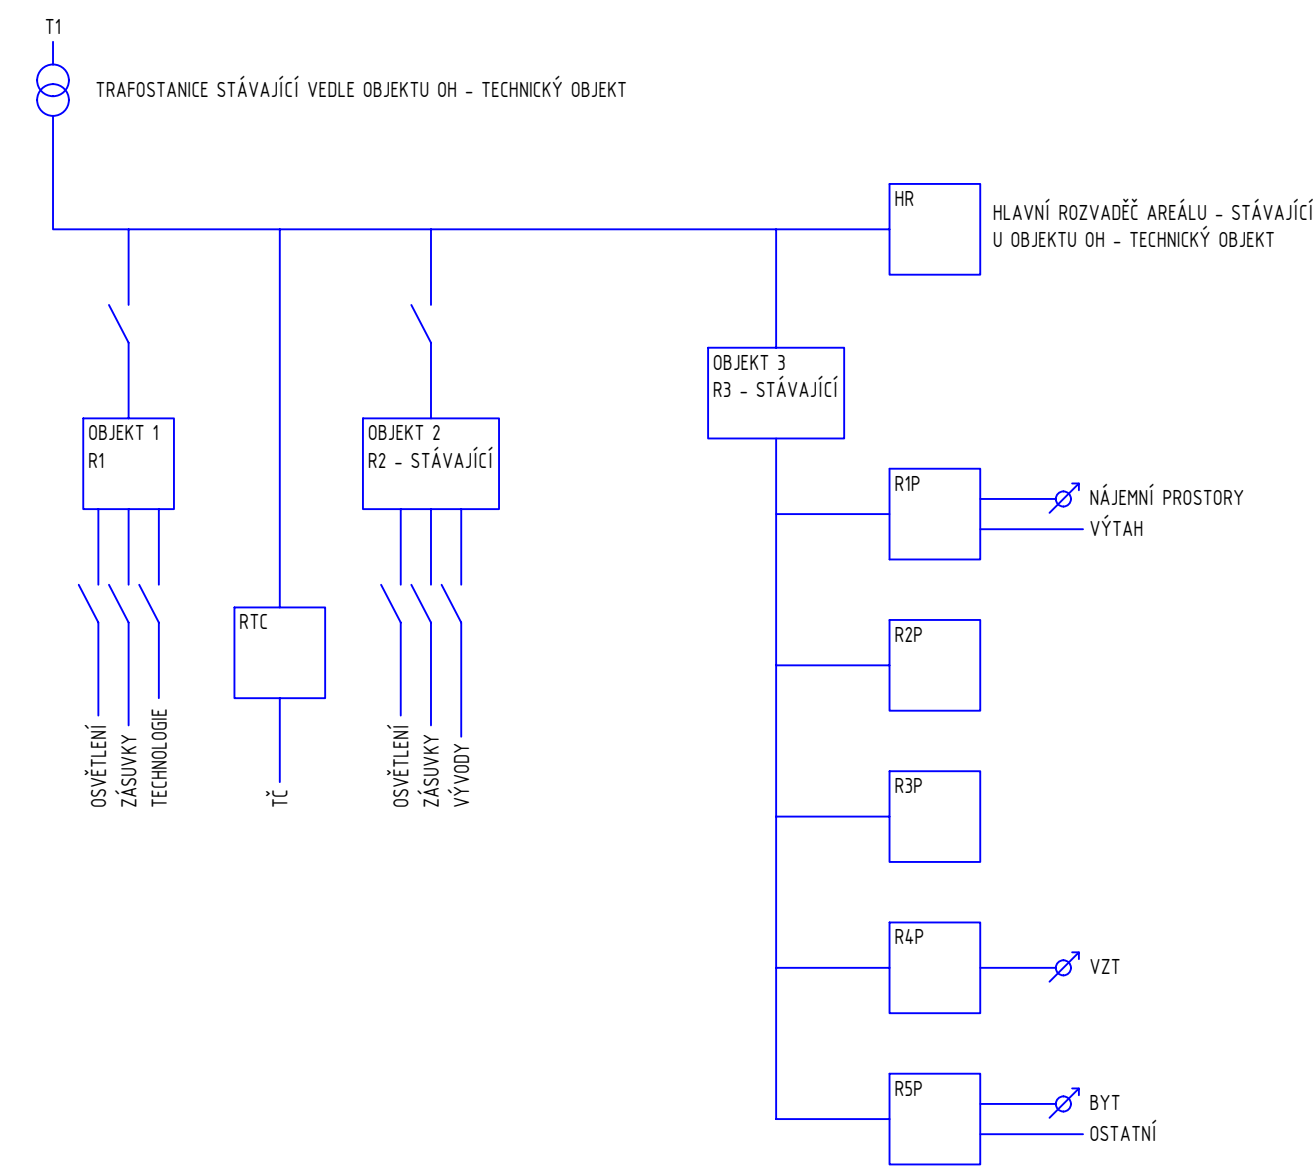 T1
TRAFOSTANICE STÁVAJÍCÍ VEDLE OBJEKTU OH - TECHNICKÝ OBJEKT
HR
HLAVNÍ ROZVADĚČ AREÁLU - STÁVAJÍCÍ
U OBJEKTU OH - TECHNICKÝ OBJEKT
OBJEKT 1
R1
OSVĚTLENÍ
ZÁSUVKY
TECHNOLOGIE
RTC
TČ
OBJEKT 2
R2 - STÁVAJÍCÍ
OSVĚTLENÍ
ZÁSUVKY
VÝVODY
OBJEKT 3
R3 - STÁVAJÍCÍ
R1P
NÁJEMNÍ PROSTORY
VÝTAH
R2P
R3P
R4P
VZT
R5P
BYT
OSTATNÍ